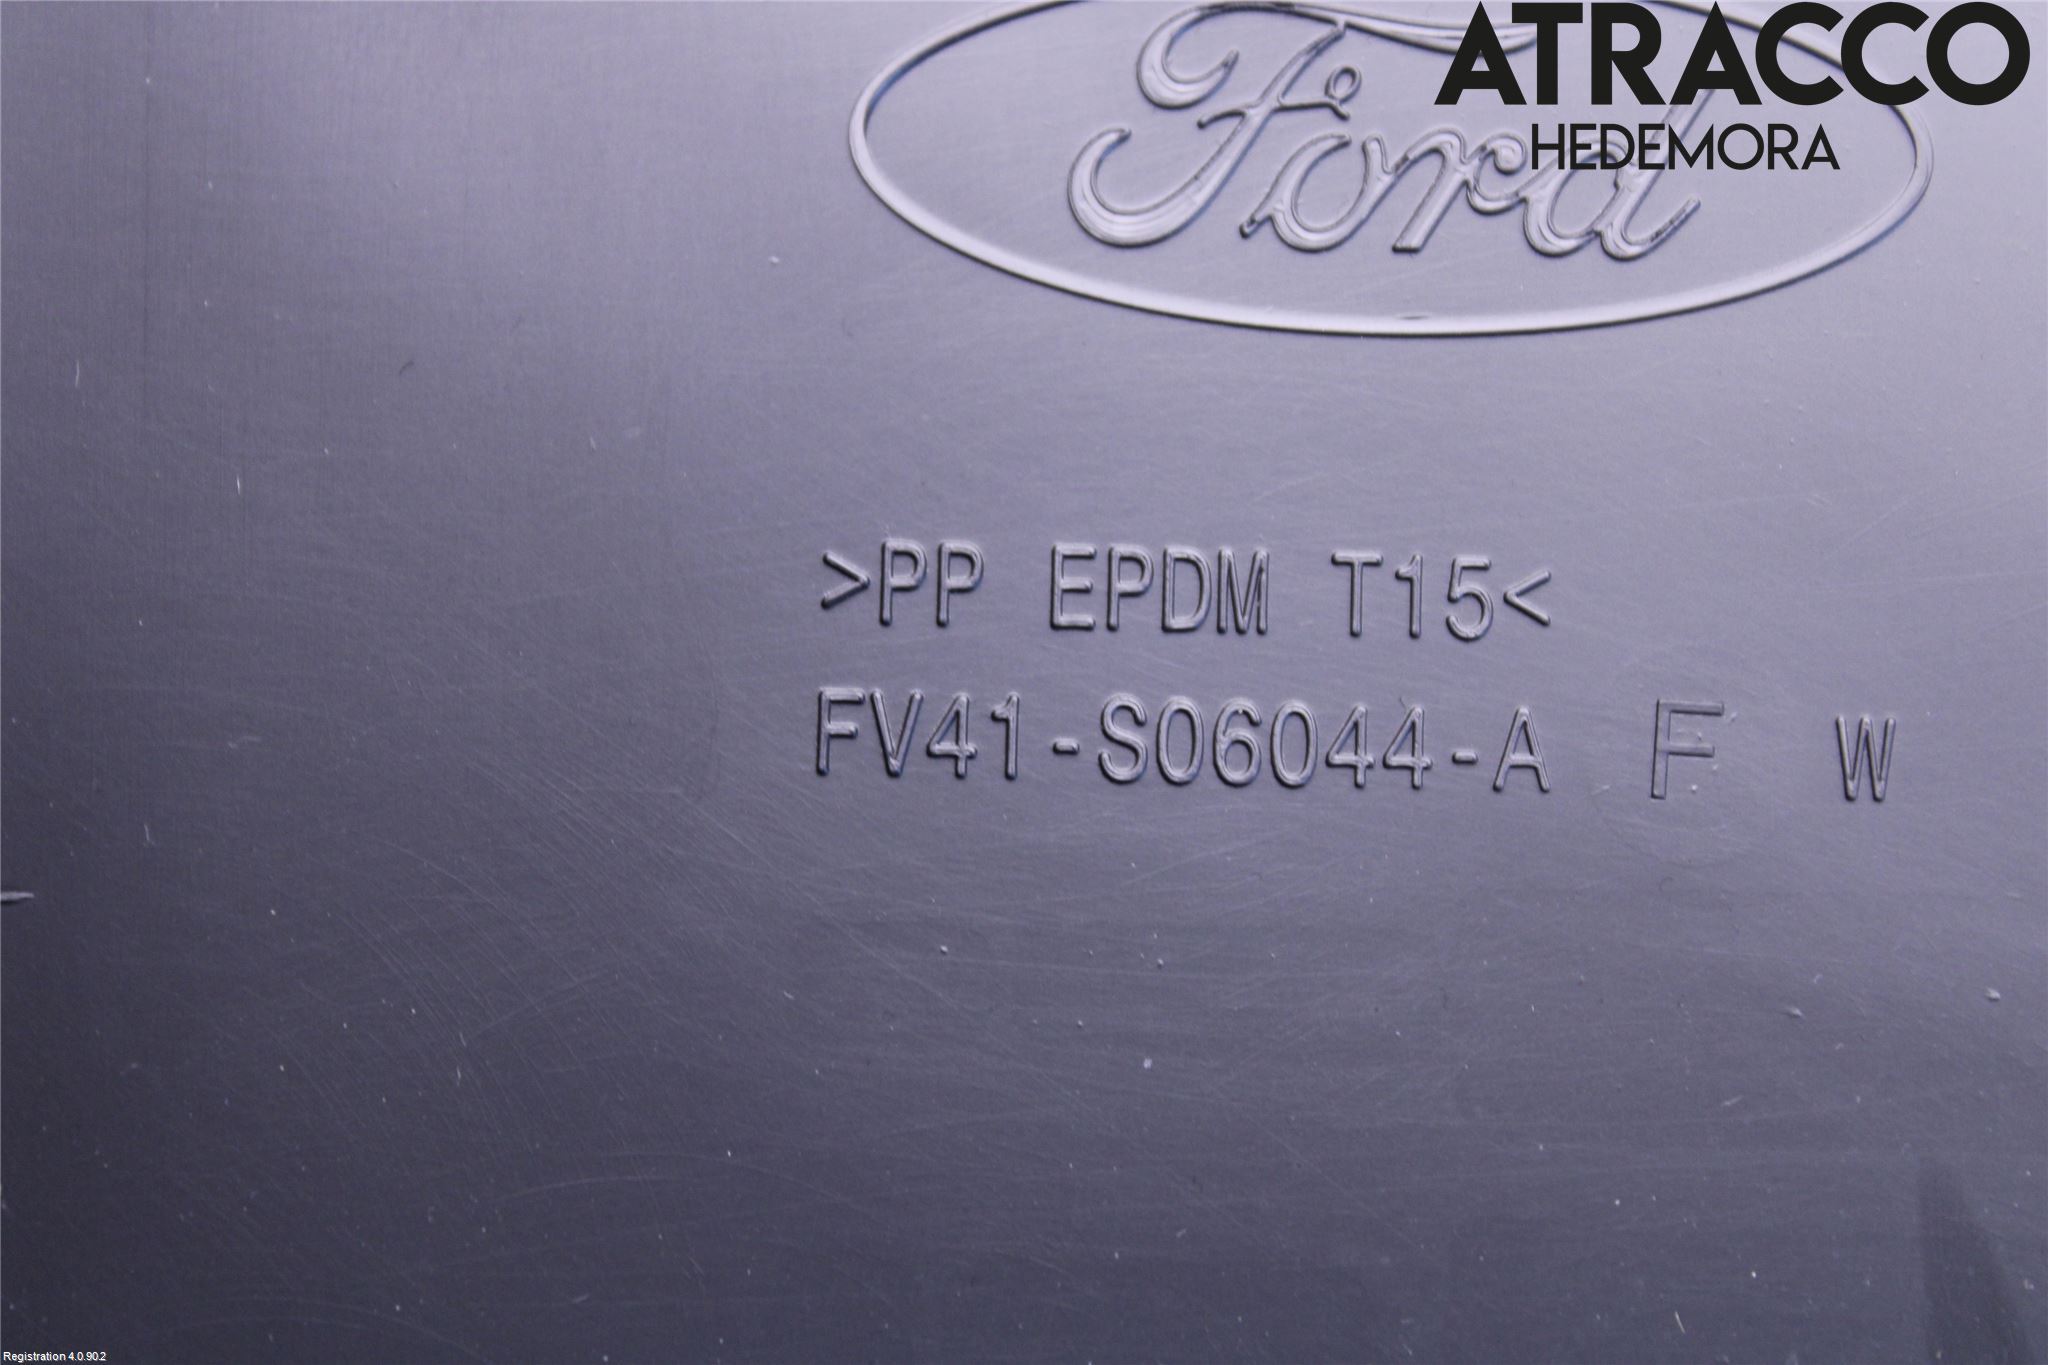 ATRACCO
HEDEMORA
Ford
>PP EPDM T15<
FV41-S06044-A F W
Registration 4.0.90.2